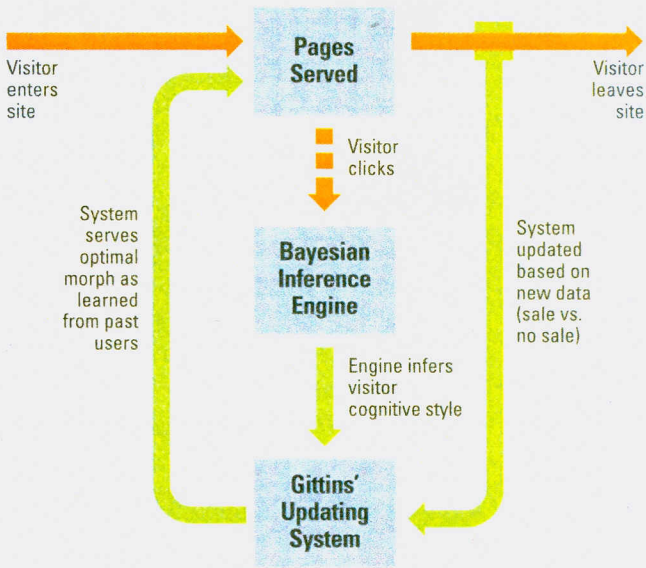 Pages
Served
Visitor
enters
site
Visitor
leaves
site
Visitor
clicks
System
serves
optimal
morph as
learned
from past
users
Bayesian
Inference
Engine
System
updated
based on
new data
(sale vs.
no sale)
Engine infers
visitor
cognitive style
Gittins'
Updating
System